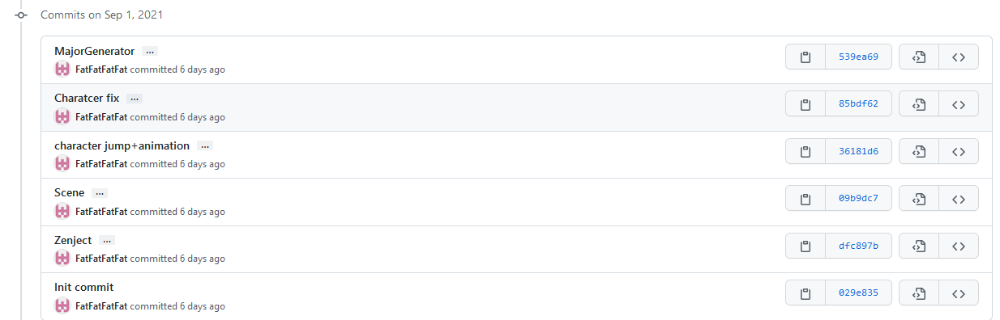 Commits on Sep 1, 2021
MajorGenerator ...
FatFatFatFat committed 6 days ago
539ea69
Charatcer fix ...
FatFatFatFat committed 6 days ago
85bdf62
character jump+animation ...
FatFatFatFat committed 6 days ago
36181d6
Scene ...
FatFatFatFat committed 6 days ago
09b9dc7
Zenject ...
FatFatFatFat committed 6 days ago
dfc897b
Init commit
FatFatFatFat committed 6 days ago
029e835